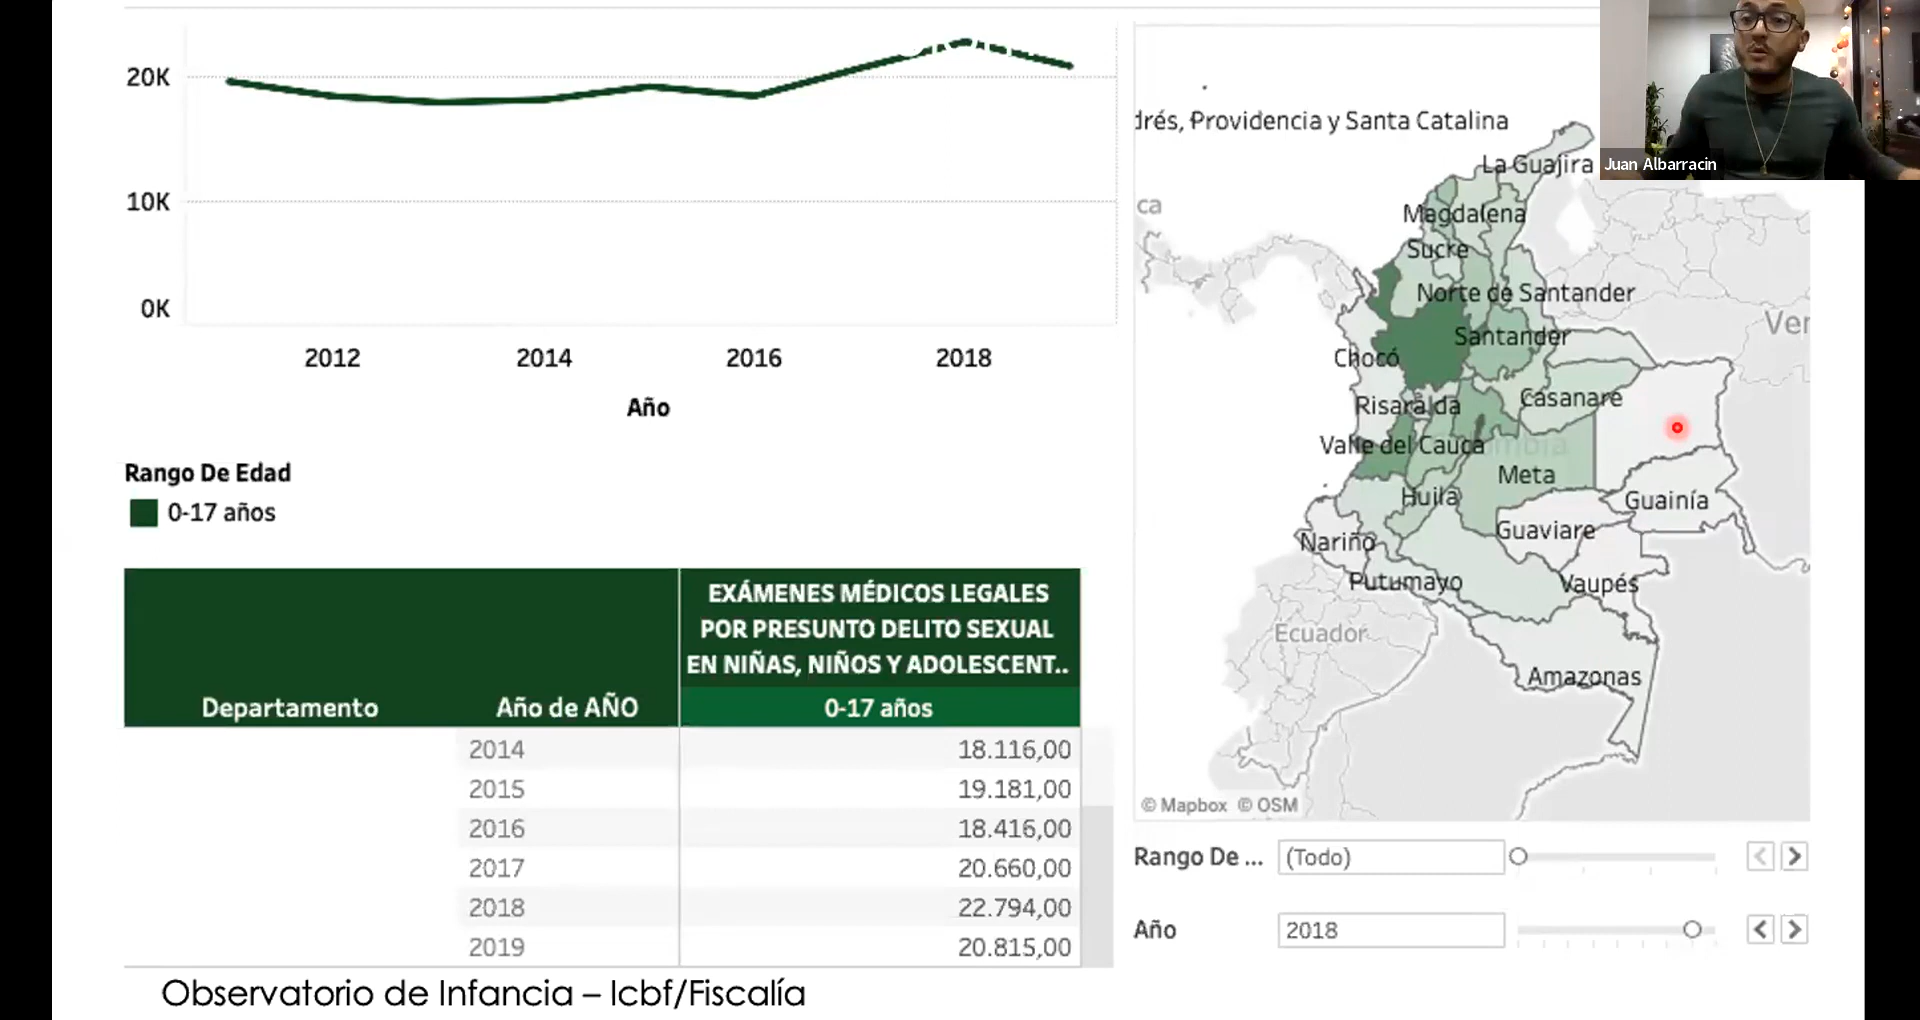 20K
10K
0K
2012
2014
2016
2018
Año
Rango De Edad
0-17 años
EXÁMENES MÉDICOS LEGALES
POR PRESUNTO DELITO SEXUAL
EN NIÑAS, NIÑOS Y ADOLESCENT..
Departamento
Año de AÑO
0-17 años
2014 18.116,00
2015 19.181,00
2016 18.416,00
2017 20.660,00
2018 22.794,00
2019 20.815,00
Observatorio de Infancia – Icbf/Fiscalía
Juan Albarracin
drés, Providencia y Santa Catalina
La Guajira
ca
Magdalena
Sucre
Norte de Santander
Ver
Santander
Chocó
Casanare
Risaralda
Valle del Cauca
ombia
Meta
Huila
Guainía
Guaviare
Nariño
Putumayo
Vaupés
Ecuador
Amazonas
© Mapbox © OSM
Rango De ... (Todo)
Año 2018